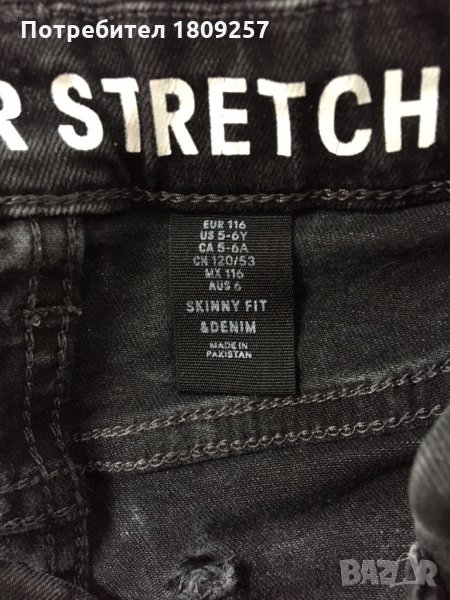 Потребител 1809257
R STRETCH
EUR 116
US 5-6Y
CA 5-6A
CN 120/53
MX 116
AUS 6
SKINNY FIT
&DENIM
MADE IN
PAKISTAN
BAZAR